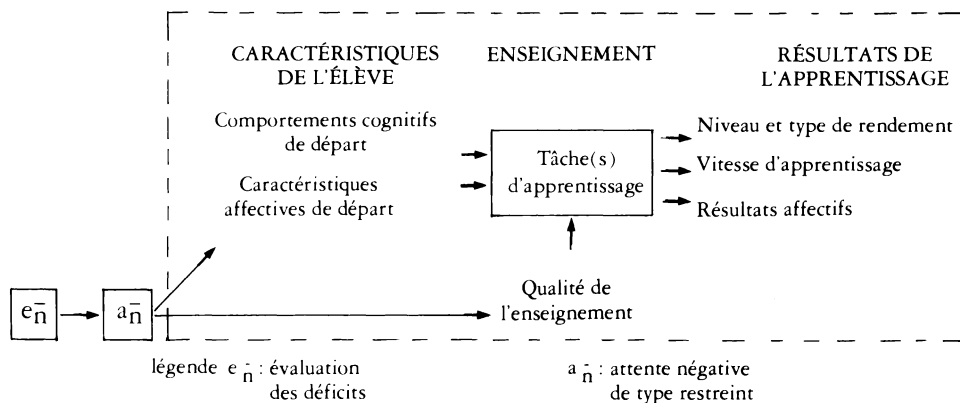 CARACTÉRISTIQUES
DE L'ÉLÈVE
ENSEIGNEMENT
RÉSULTATS DE
L'APPRENTISSAGE
Comportements cognitifs
de départ
Caractéristiques
affectives de départ
Tâche(s)
d'apprentissage
Niveau et type de rendement
Vitesse d'apprentissage
Résultats affectifs
Qualité de
l'enseignement
e n̄
a n̄
légende e n̄ : évaluation
des déficits
a n̄ : attente négative
de type restreint